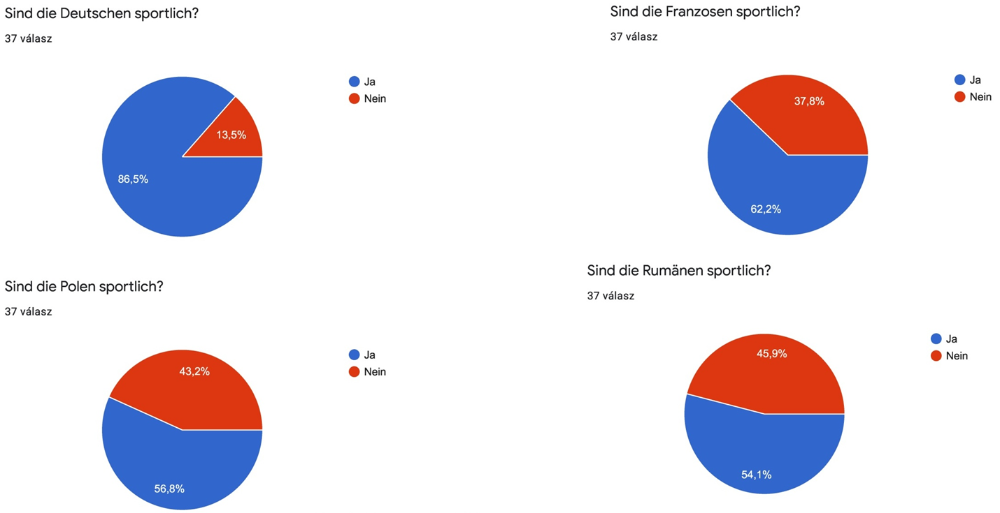 Sind die Deutschen sportlich?
37 válasz
Ja
Nein
13,5%
86,5%
Sind die Franzosen sportlich?
37 válasz
Ja
Nein
37,8%
62,2%
Sind die Polen sportlich?
37 válasz
Ja
Nein
43,2%
56,8%
Sind die Rumänen sportlich?
37 válasz
Ja
Nein
45,9%
54,1%